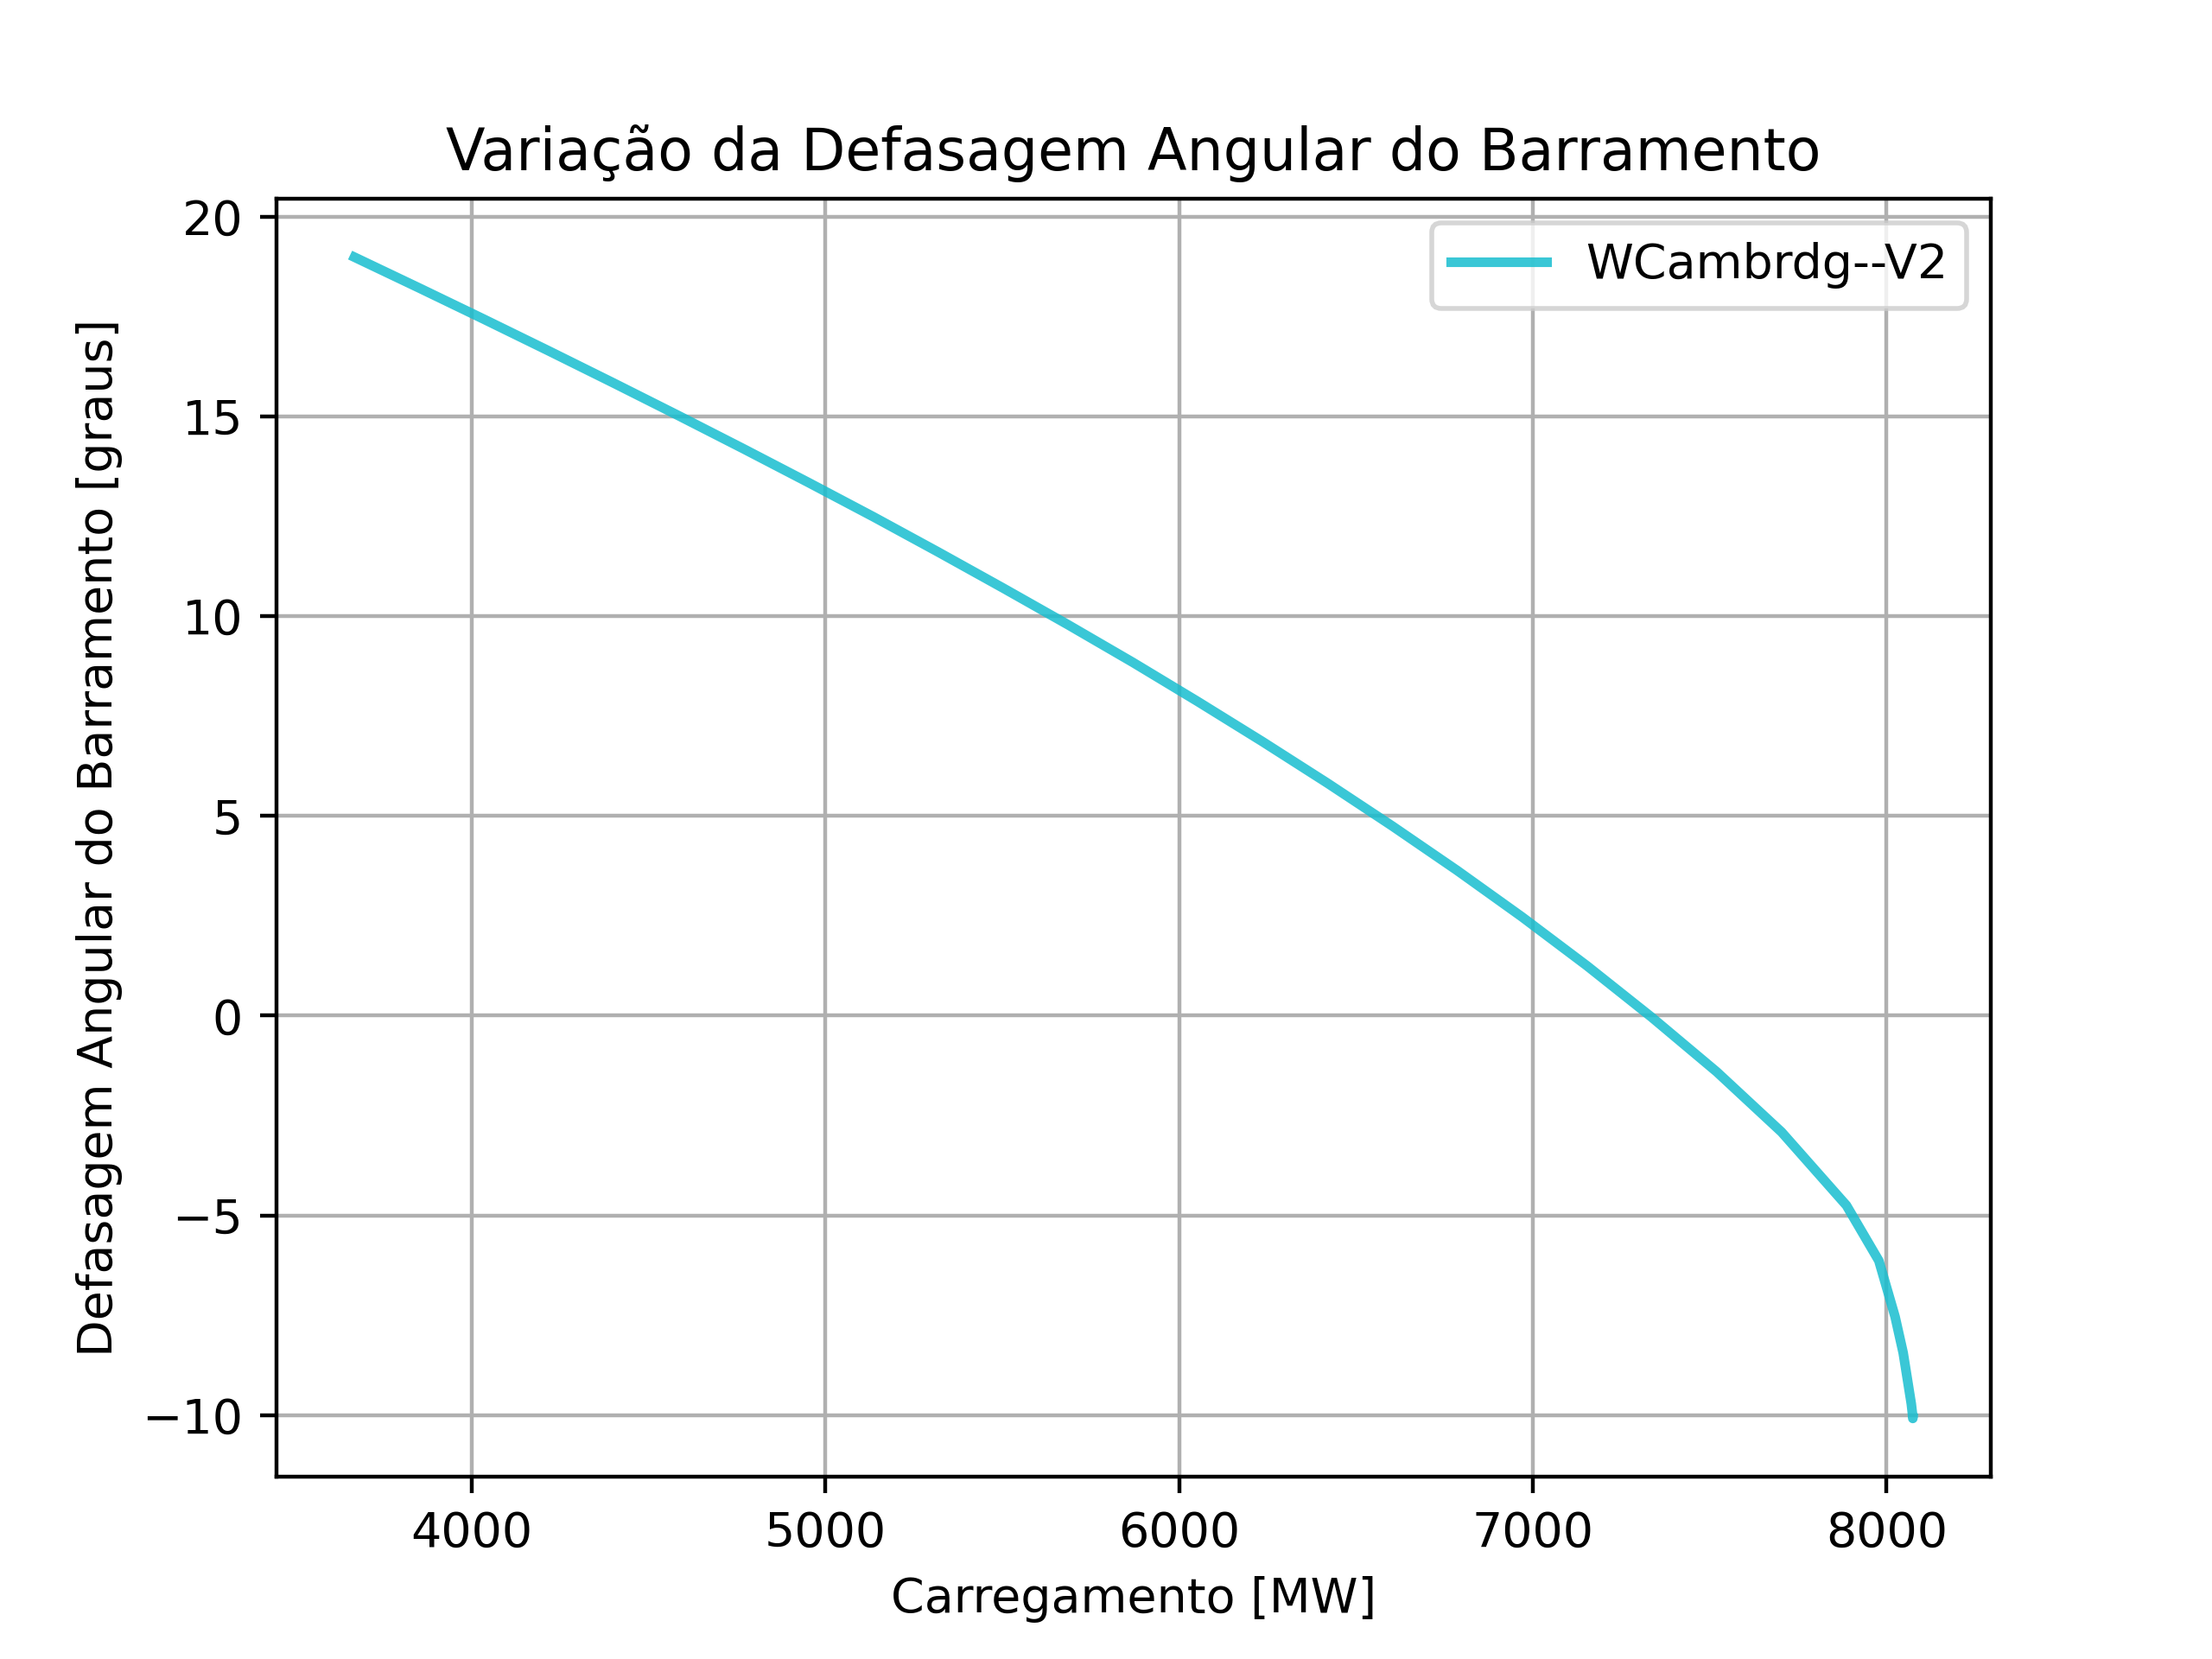 Variação da Defasagem Angular do Barramento
WCambrdg--V2
Defasagem Angular do Barramento [graus]
20
15
10
5
0
−5
−10
4000 5000 6000 7000 8000
Carregamento [MW]